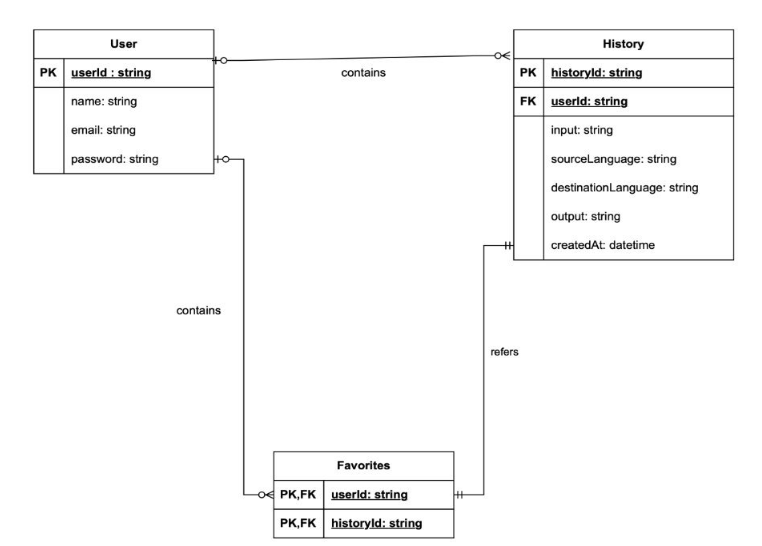 User
PK userId : string
name: string
email: string
password: string
contains
History
PK historyId: string
FK userId: string
input: string
sourceLanguage: string
destinationLanguage: string
output: string
createdAt: datetime
contains
refers
Favorites
PK,FK userId: string
PK,FK historyId: string